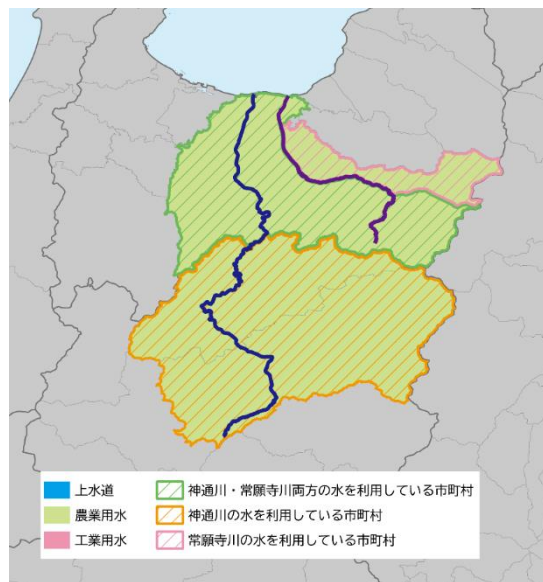 上水道
神通川・常願寺川両方の水を利用している市町村
農業用水
神通川の水を利用している市町村
工業用水
常願寺川の水を利用している市町村